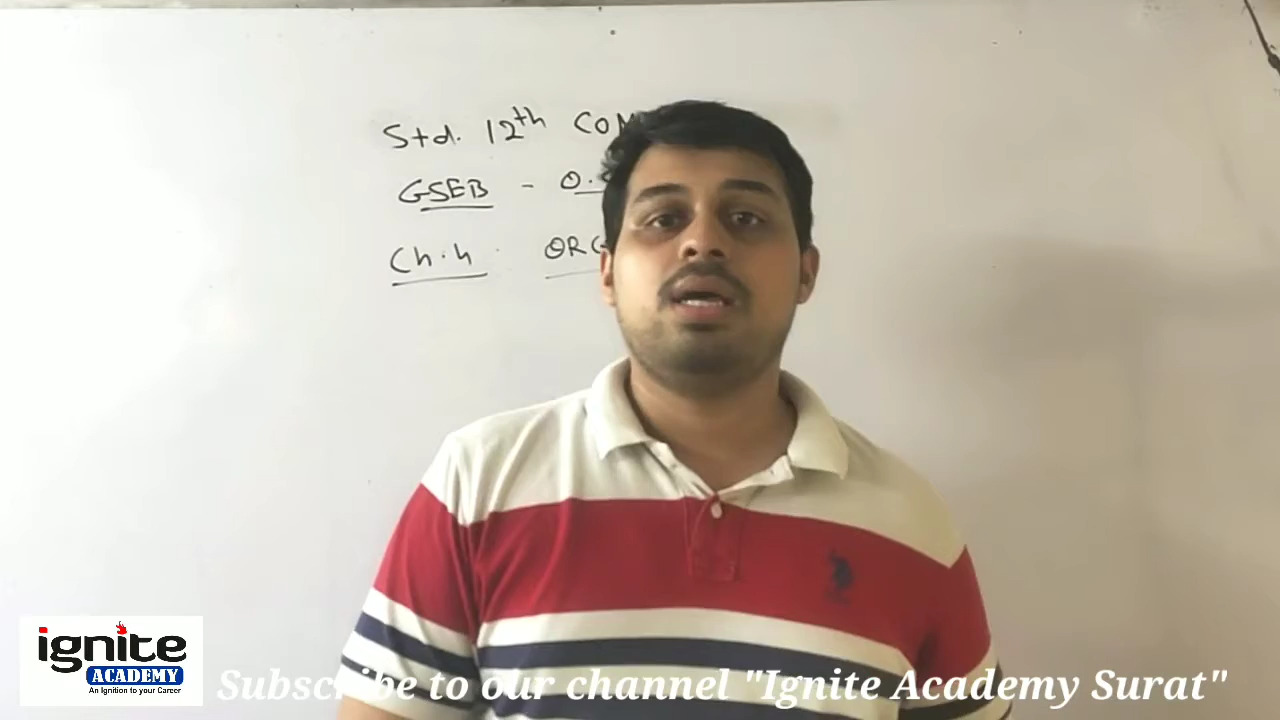 Std. 12th COM
GSEB - O.
Ch.4. ORG
ignite
ACADEMY
An Ignition to your Career
Subscribe to our channel "Ignite Academy Surat"